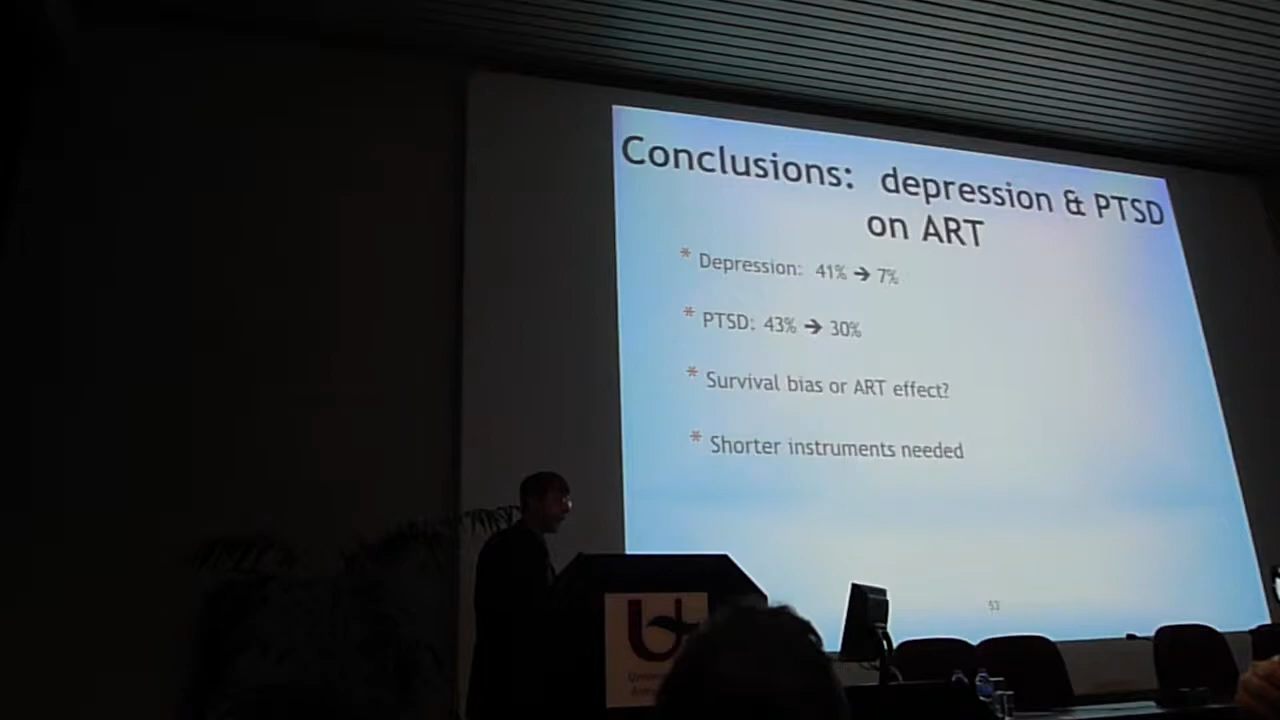 Conclusions: depression & PTSD
on ART
* Depression: 41% ➔ 7%
* PTSD: 43% ➔ 30%
* Survival bias or ART effect?
* Shorter instruments needed
53